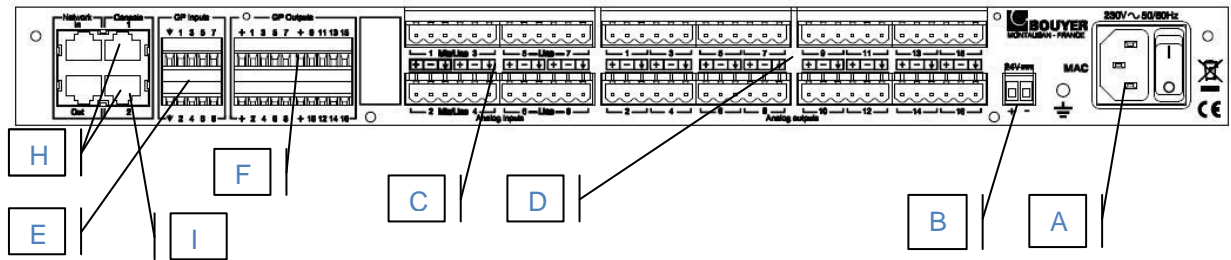 Network Console GP Inputs GP Outputs
In 1
1 3 5 7
+ 1 3 5 7 + 9 11 13 15
1 Mic/Line 3 5 Line 7 1 3 5 7 9 11 13 15
+ - + - + - + - + - + - + - + - + - + - + - + -
2 Mic/Line 4 6 Line 8 2 4 6 8 10 12 14 16
Analog inputs Analog outputs
Out 2
2 4 6 8
+ 2 4 6 8 + 10 12 14 16
BOUYER
MONTAUBAN - FRANCE
24V
+ -
MAC
230V ~ 50/60Hz
CE
H
E
I
F
C
D
B
A